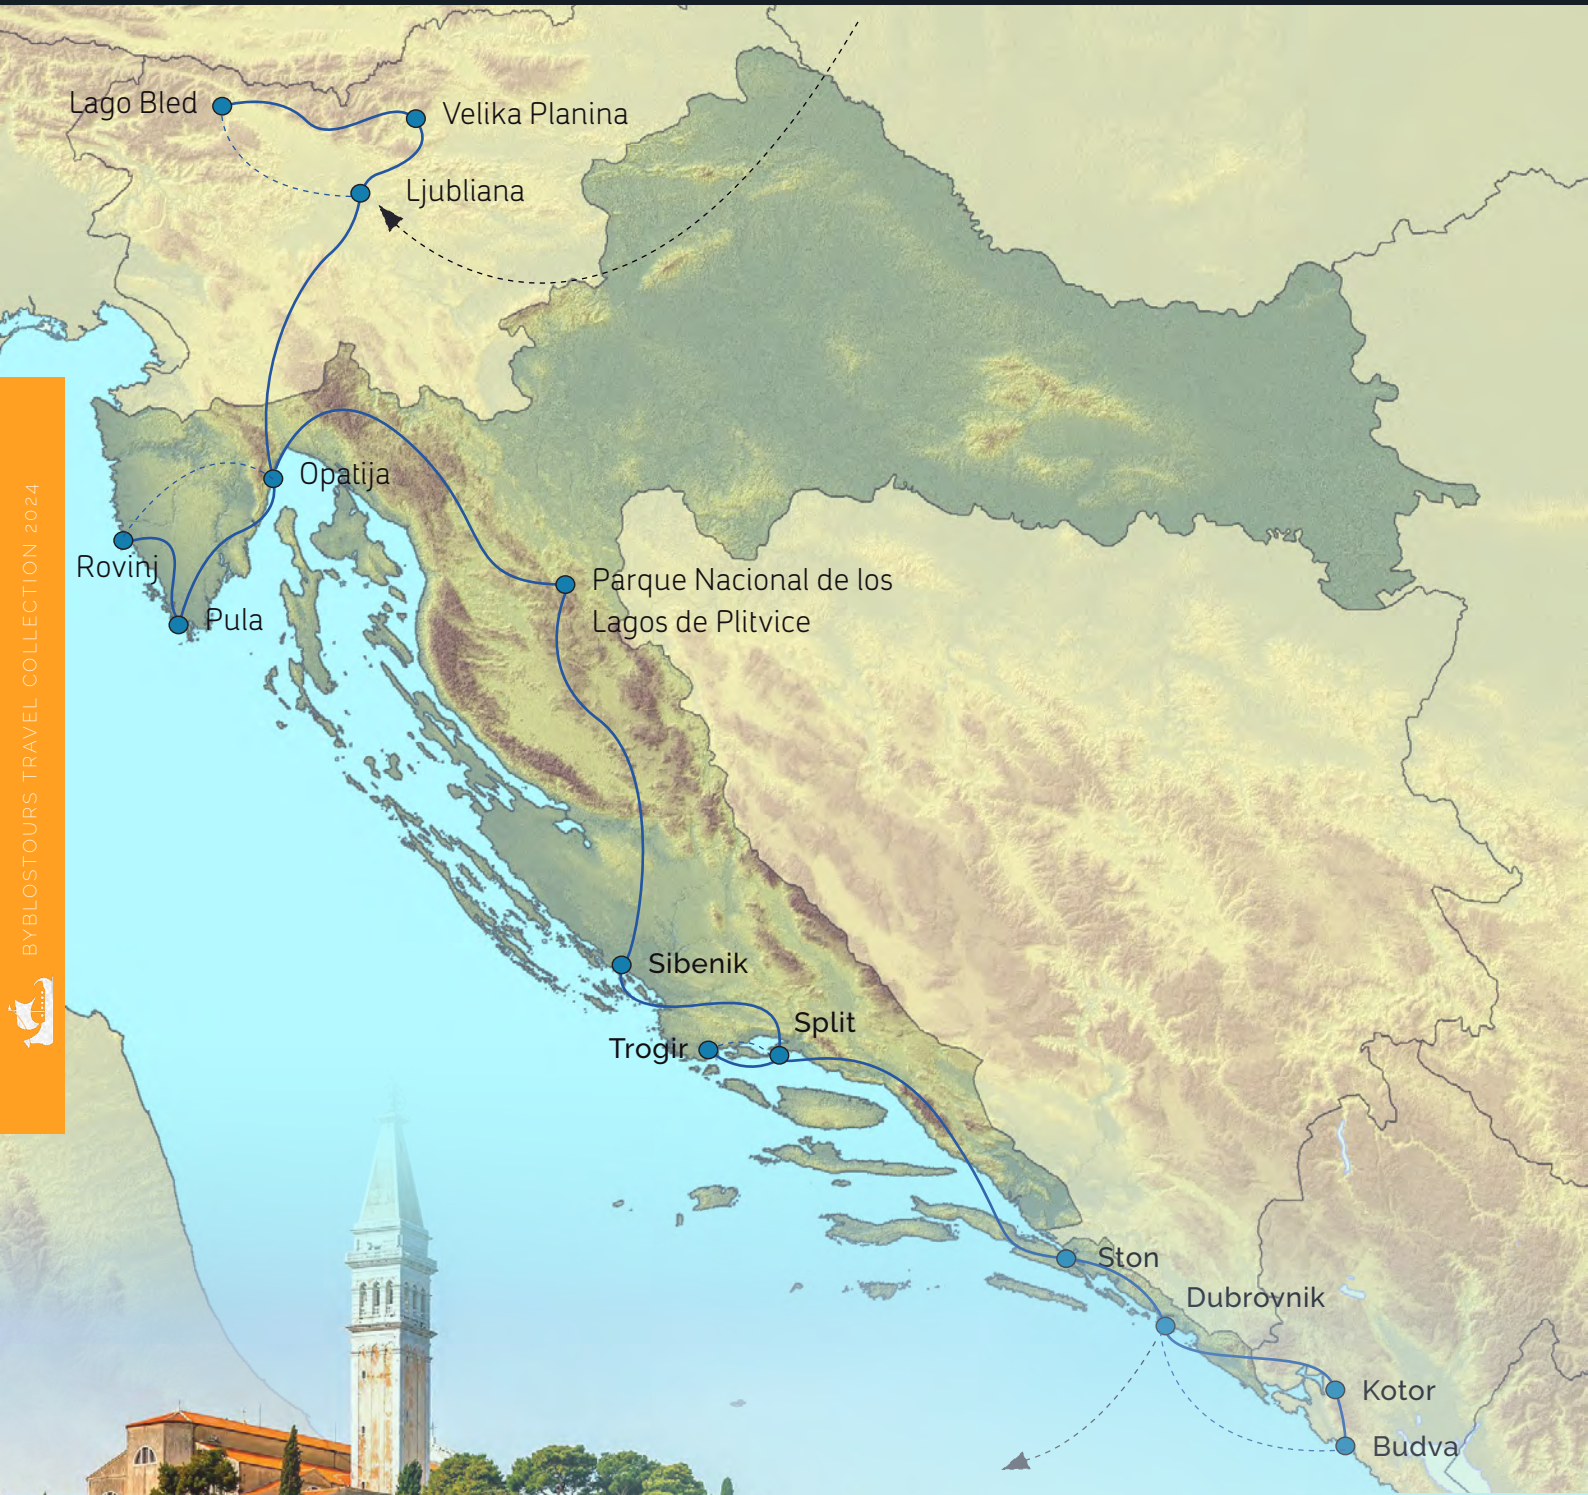 Lago Bled
Velika Planina
Ljubliana
Opatija
Rovinj
Pula
Parque Nacional de los
Lagos de Plitvice
BYBLOSTOURS TRAVEL COLLECTION 2024
Sibenik
Split
Trogir
Ston
Dubrovnik
Kotor
Budva